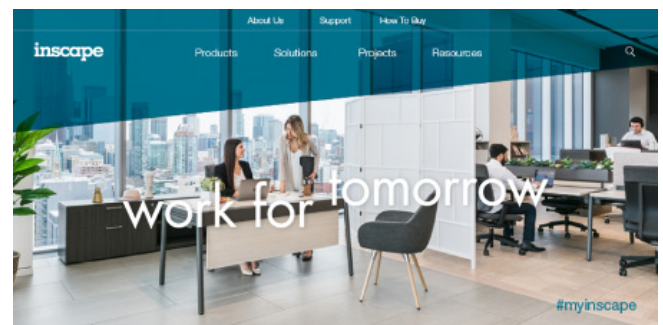 About Us Support How To Buy
inscape Products Solutions Projects Resources
work for tomorrow
#myinscape